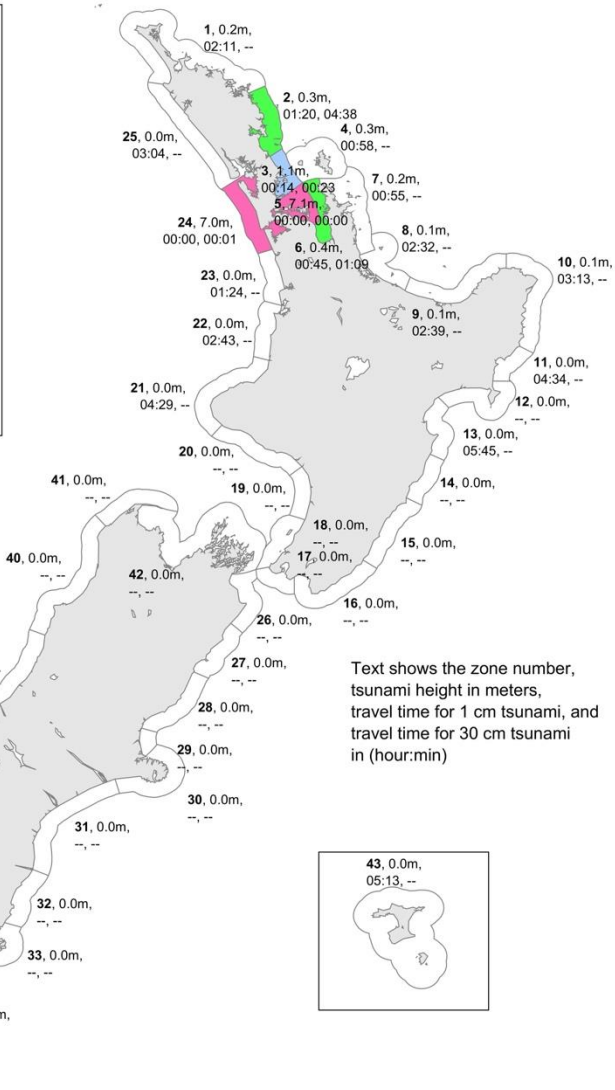 1, 0.2m,
02:11, --
2, 0.3m,
01:20, 04:38
25, 0.0m,
03:04, --
4, 0.3m,
00:58, --
3, 1.1m,
00:14, 00:23
7, 0.2m,
00:55, --
5, 7.1m,
00:00, 00:00
24, 7.0m,
00:00, 00:01
8, 0.1m,
02:32, --
6, 0.4m,
00:45, 01:09
10, 0.1m,
03:13, --
23, 0.0m,
01:24, --
9, 0.1m,
02:39, --
22, 0.0m,
02:43, --
11, 0.0m,
04:34, --
21, 0.0m,
04:29, --
12, 0.0m,
--, --
13, 0.0m,
05:45, --
20, 0.0m,
--, --
41, 0.0m,
--, --
19, 0.0m,
--, --
14, 0.0m,
--, --
18, 0.0m,
--, --
15, 0.0m,
--, --
40, 0.0m,
--, --
17, 0.0m,
--, --
42, 0.0m,
--, --
16, 0.0m,
--, --
26, 0.0m,
--, --
27, 0.0m,
--, --
Text shows the zone number,
tsunami height in meters,
travel time for 1 cm tsunami, and
travel time for 30 cm tsunami
in (hour:min)
28, 0.0m,
--, --
29, 0.0m,
--, --
30, 0.0m,
--, --
31, 0.0m,
--, --
43, 0.0m,
05:13, --
32, 0.0m,
--, --
33, 0.0m,
--, --
m,